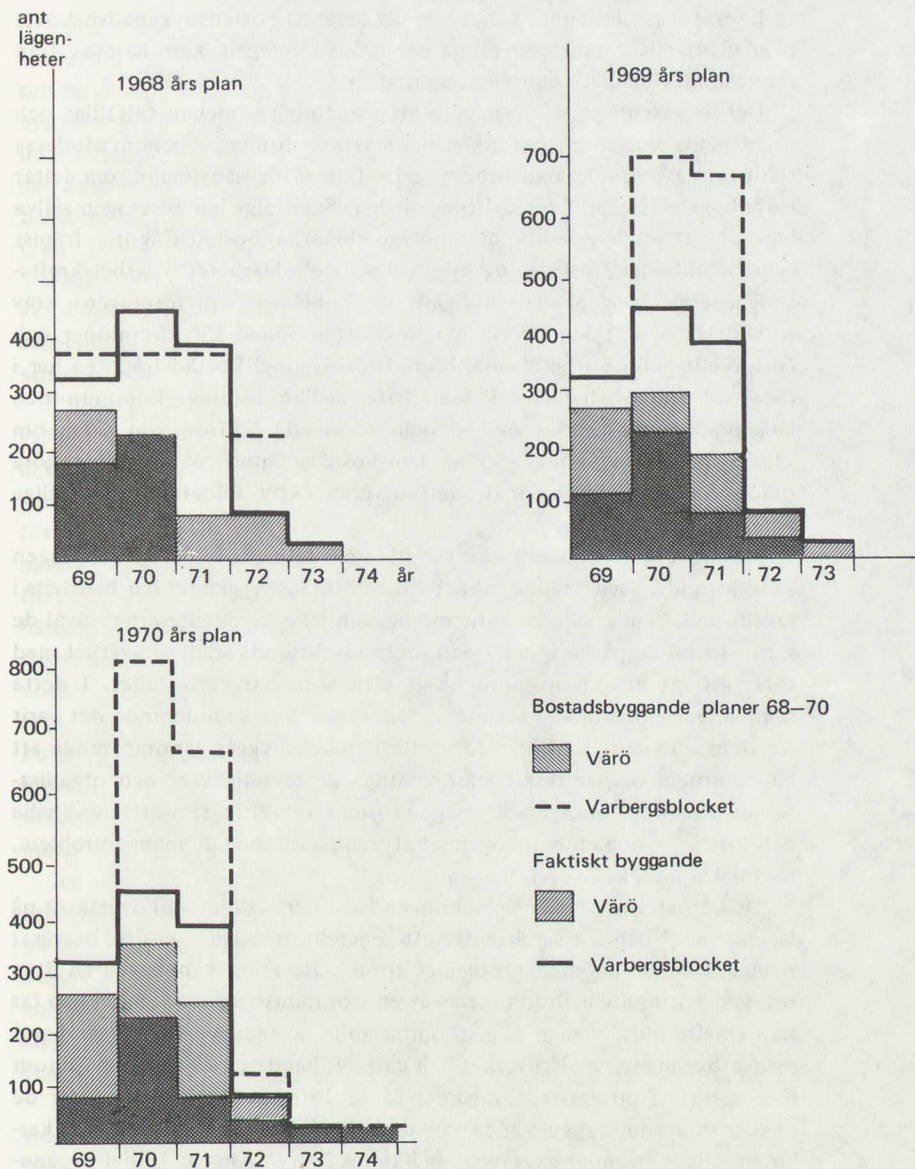 ant
lägen-
heter
1968 års plan
400
300
200
100
69 70 71 72 73 74 år
1969 års plan
700
600
500
400
300
200
100
69 70 71 72 73
1970 års plan
800
700
600
500
400
300
200
100
69 70 71 72 73 74
Bostadsbyggande planer 68–70
Värö
Varbergsblocket
Faktiskt byggande
Värö
Varbergsblocket